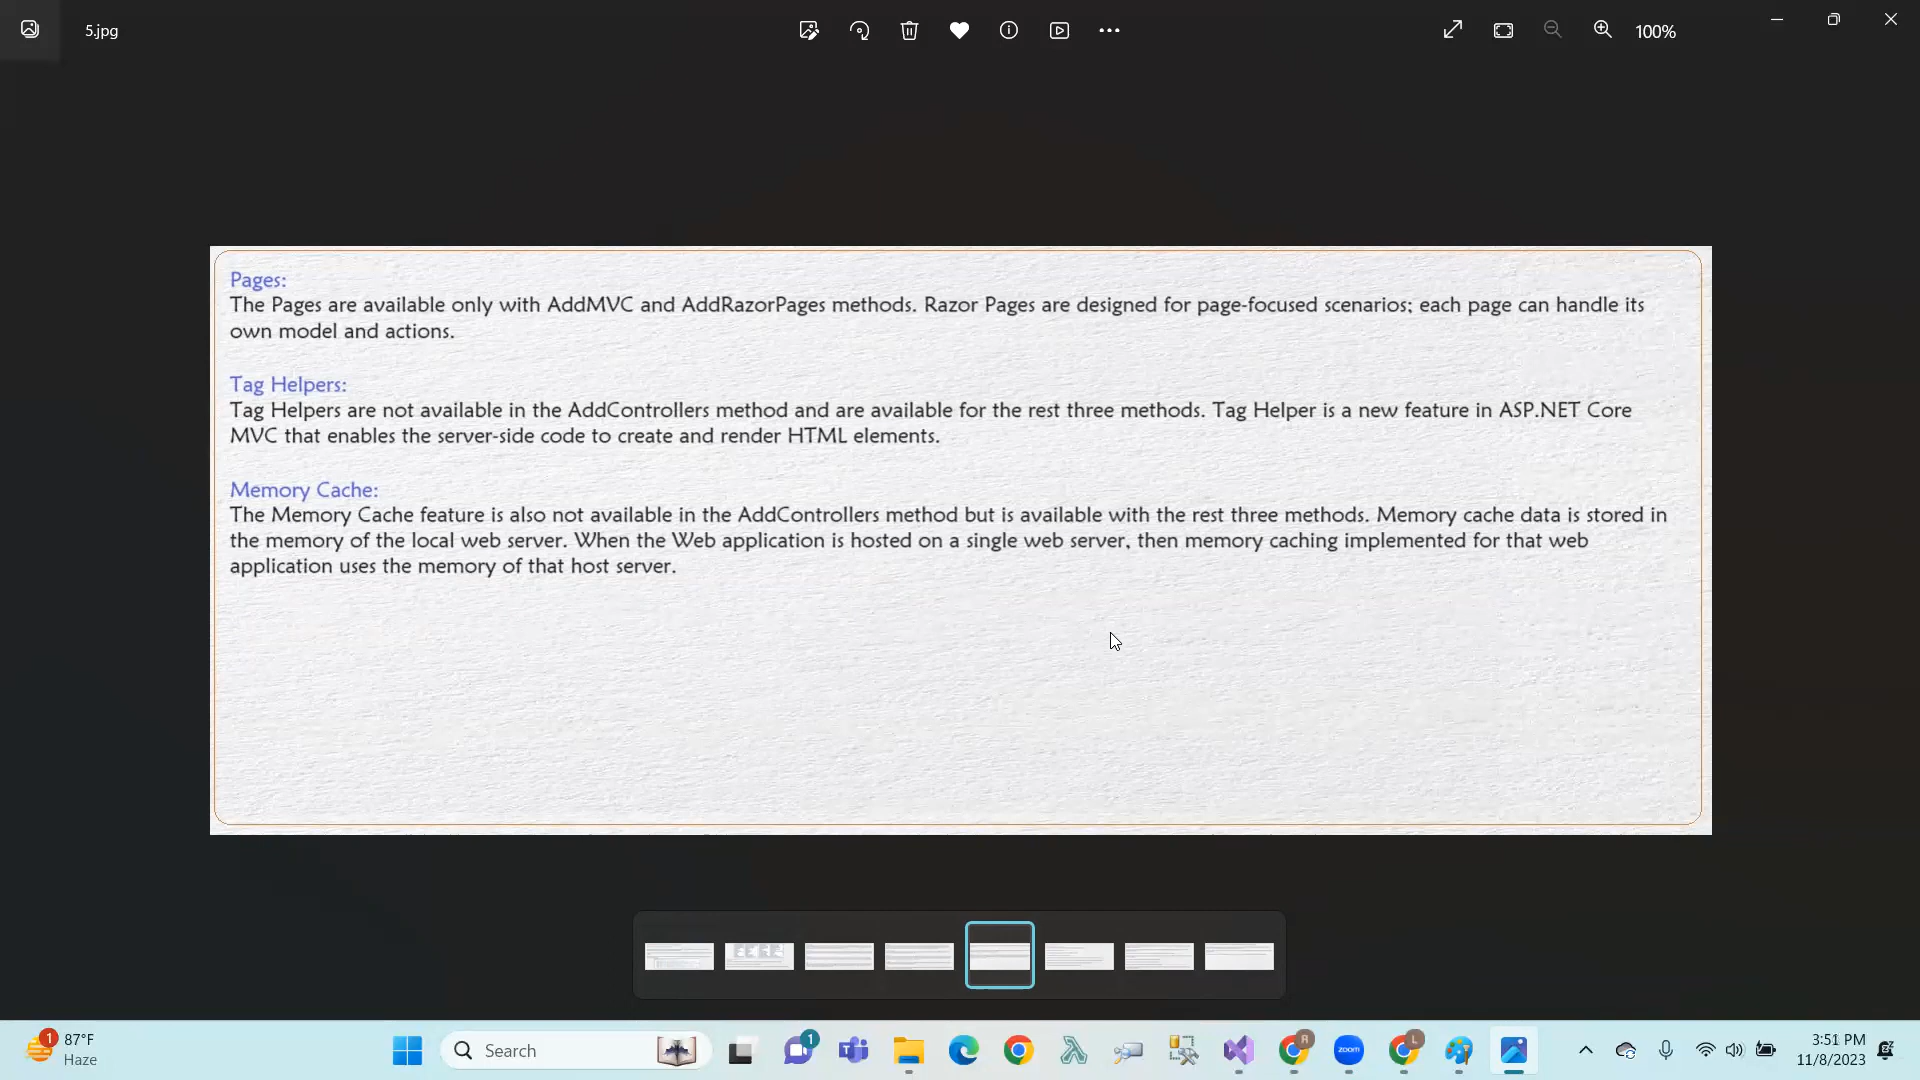 5.jpg
100%
Pages:
The Pages are available only with AddMVC and AddRazorPages methods. Razor Pages are designed for page-focused scenarios; each page can handle its
own model and actions.
Tag Helpers:
Tag Helpers are not available in the AddControllers method and are available for the rest three methods. Tag Helper is a new feature in ASP.NET Core
MVC that enables the server-side code to create and render HTML elements.
Memory Cache:
The Memory Cache feature is also not available in the AddControllers method but is available with the rest three methods. Memory cache data is stored in
the memory of the local web server. When the Web application is hosted on a single web server, then memory caching implemented for that web
application uses the memory of that host server.
1
87°F
Haze
Search
1
zoom
R
L
3:51 PM
11/8/2023